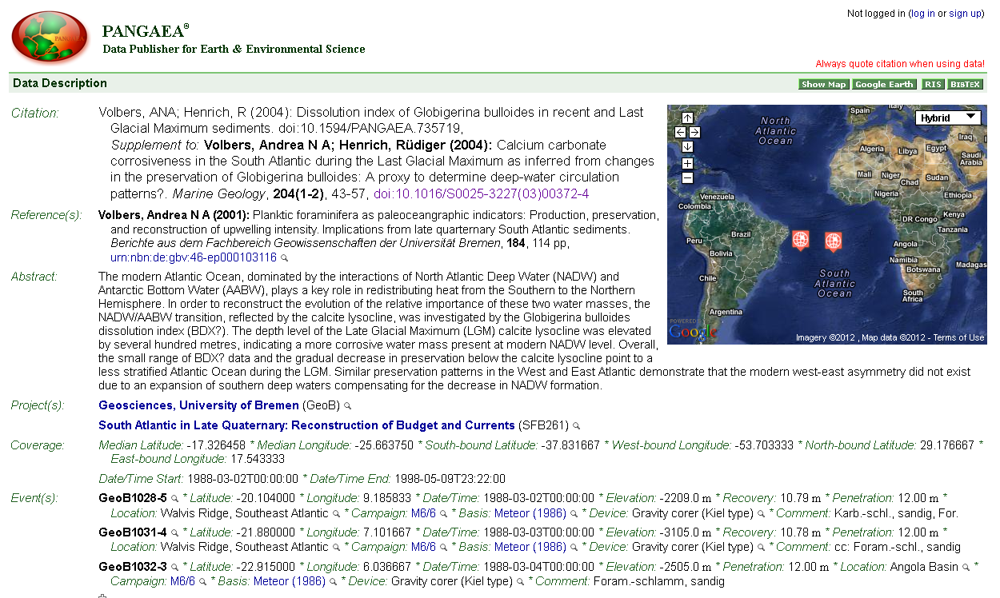 Not logged in (log in or sign up)
PANGAEA®
Data Publisher for Earth & Environmental Science
Always quote citation when using data!
Data Description
Show Map Google Earth RIS BIBTEX
Citation: Volbers, ANA; Henrich, R (2004): Dissolution index of Globigerina bulloides in recent and Last
Glacial Maximum sediments. doi:10.1594/PANGAEA.735719,
Supplement to: Volbers, Andrea N A; Henrich, Rüdiger (2004): Calcium carbonate
corrosiveness in the South Atlantic during the Last Glacial Maximum as inferred from changes
in the preservation of Globigerina bulloides: A proxy to determine deep-water circulation
patterns?. Marine Geology, 204(1-2), 43-57, doi:10.1016/S0025-3227(03)00372-4
Reference(s): Volbers, Andrea N A (2001): Planktic foraminifera as paleoceangraphic indicators: Production, preservation,
and reconstruction of upwelling intensity. Implications from late quarternary South Atlantic sediments.
Berichte aus dem Fachbereich Geowissenschaften der Universität Bremen, 184, 114 pp,
urn:nbn:de:gbv:46-ep000103116
Abstract: The modern Atlantic Ocean, dominated by the interactions of North Atlantic Deep Water (NADW) and
Antarctic Bottom Water (AABW), plays a key role in redistributing heat from the Southern to the Northern
Hemisphere. In order to reconstruct the evolution of the relative importance of these two water masses, the
NADW/AABW transition, reflected by the calcite lysocline, was investigated by the Globigerina bulloides
dissolution index (BDX?). The depth level of the Late Glacial Maximum (LGM) calcite lysocline was elevated
by several hundred metres, indicating a more corrosive water mass present at modern NADW level. Overall,
the small range of BDX? data and the gradual decrease in preservation below the calcite lysocline point to a
less stratified Atlantic Ocean during the LGM. Similar preservation patterns in the West and East Atlantic demonstrate that the modern west-east asymmetry did not exist
due to an expansion of southern deep waters compensating for the decrease in NADW formation.
Spain
Italy
Hybrid
North
Atlantic
Ocean
Iraq
Algeria
Libya
Egypt
Saudi
Arabia
Mali
Niger
Chad
Sudan
Nigeria
Ethiopia
Venezuela
Colombia
DR Congo
Kenya
Tanzania
Brazil
Peru
Angola
Bolivia
Namibia
Madagas
Botswana
Chile
South
Atlantic
Ocean
South
Africa
Argentina
POWERED BY
Google
Imagery ©2012 , Map data ©2012 - Terms of Use
Project(s): Geosciences, University of Bremen (GeoB)
South Atlantic in Late Quaternary: Reconstruction of Budget and Currents (SFB261)
Coverage: Median Latitude: -17.326458 * Median Longitude: -25.663750 * South-bound Latitude: -37.831667 * West-bound Longitude: -53.703333 * North-bound Latitude: 29.176667 *
East-bound Longitude: 17.543333
Date/Time Start: 1988-03-02T00:00:00 * Date/Time End: 1998-05-09T23:22:00
Event(s): GeoB1028-5 * Latitude: -20.104000 * Longitude: 9.185833 * Date/Time: 1988-03-02T00:00:00 * Elevation: -2209.0 m * Recovery: 10.79 m * Penetration: 12.00 m *
Location: Walvis Ridge, Southeast Atlantic * Campaign: M6/6 * Basis: Meteor (1986) * Device: Gravity corer (Kiel type) * Comment: Karb.-schl., sandig, For.
GeoB1031-4 * Latitude: -21.880000 * Longitude: 7.101667 * Date/Time: 1988-03-03T00:00:00 * Elevation: -3105.0 m * Recovery: 10.78 m * Penetration: 12.00 m *
Location: Walvis Ridge, Southeast Atlantic * Campaign: M6/6 * Basis: Meteor (1986) * Device: Gravity corer (Kiel type) * Comment: cc: Foram.-schl., sandig
GeoB1032-3 * Latitude: -22.915000 * Longitude: 6.036667 * Date/Time: 1988-03-04T00:00:00 * Elevation: -2505.0 m * Penetration: 12.00 m * Location: Angola Basin *
Campaign: M6/6 * Basis: Meteor (1986) * Device: Gravity corer (Kiel type) * Comment: Foram.-schlamm, sandig